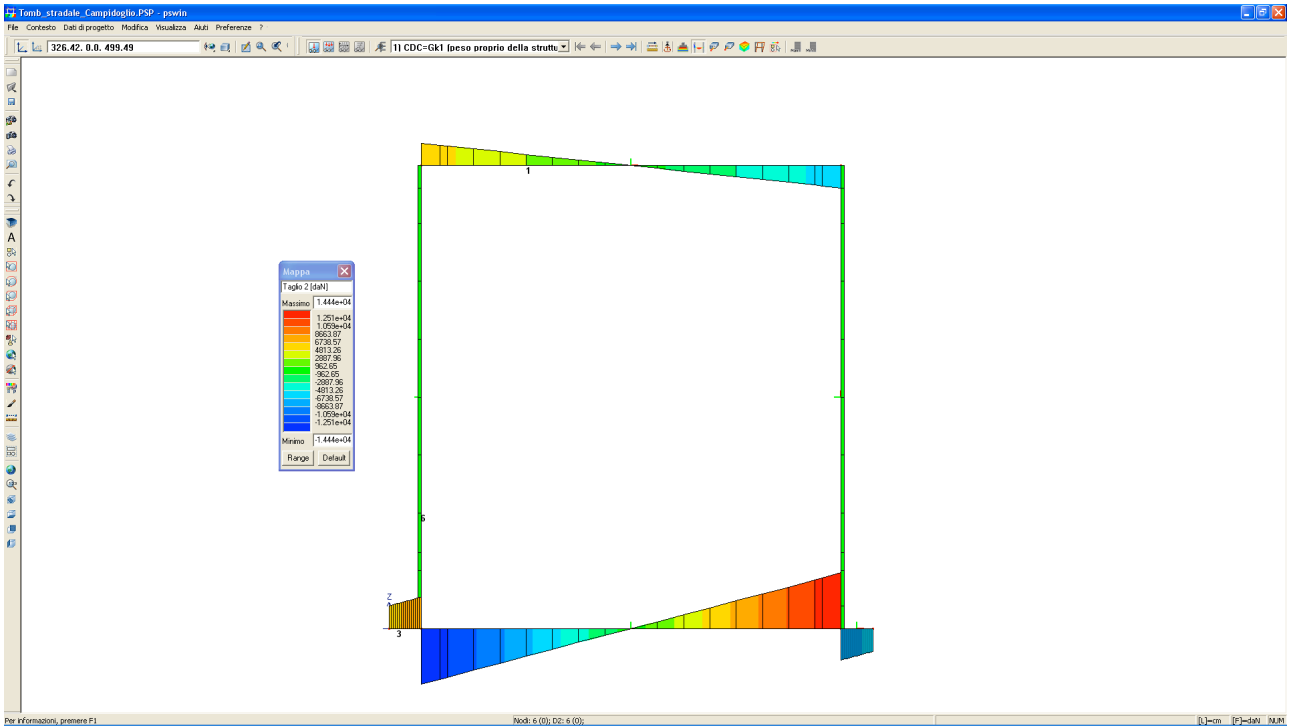 Tomb_stradale_Campidoglio.PSP - pswin
File Contesto Dati di progetto Modifica Visualizza Aiuti Preferenze ?
326.42. 0.0. 499.49
1) CDC=Gk1 (peso proprio della struttu
1
Mappa
Taglio 2 [daN]
Massimo 1.444e+04
1.251e+04
1.059e+04
8663.87
6738.57
4813.26
2887.96
962.65
-962.65
-2887.96
-4813.26
-6738.57
-8663.87
-1.059e+04
-1.251e+04
Minimo -1.444e+04
Range Default
Z
3
Per informazioni, premere F1
Nodi: 6 (0); D2: 6 (0);
[L]=cm [F]=daN NUM
A